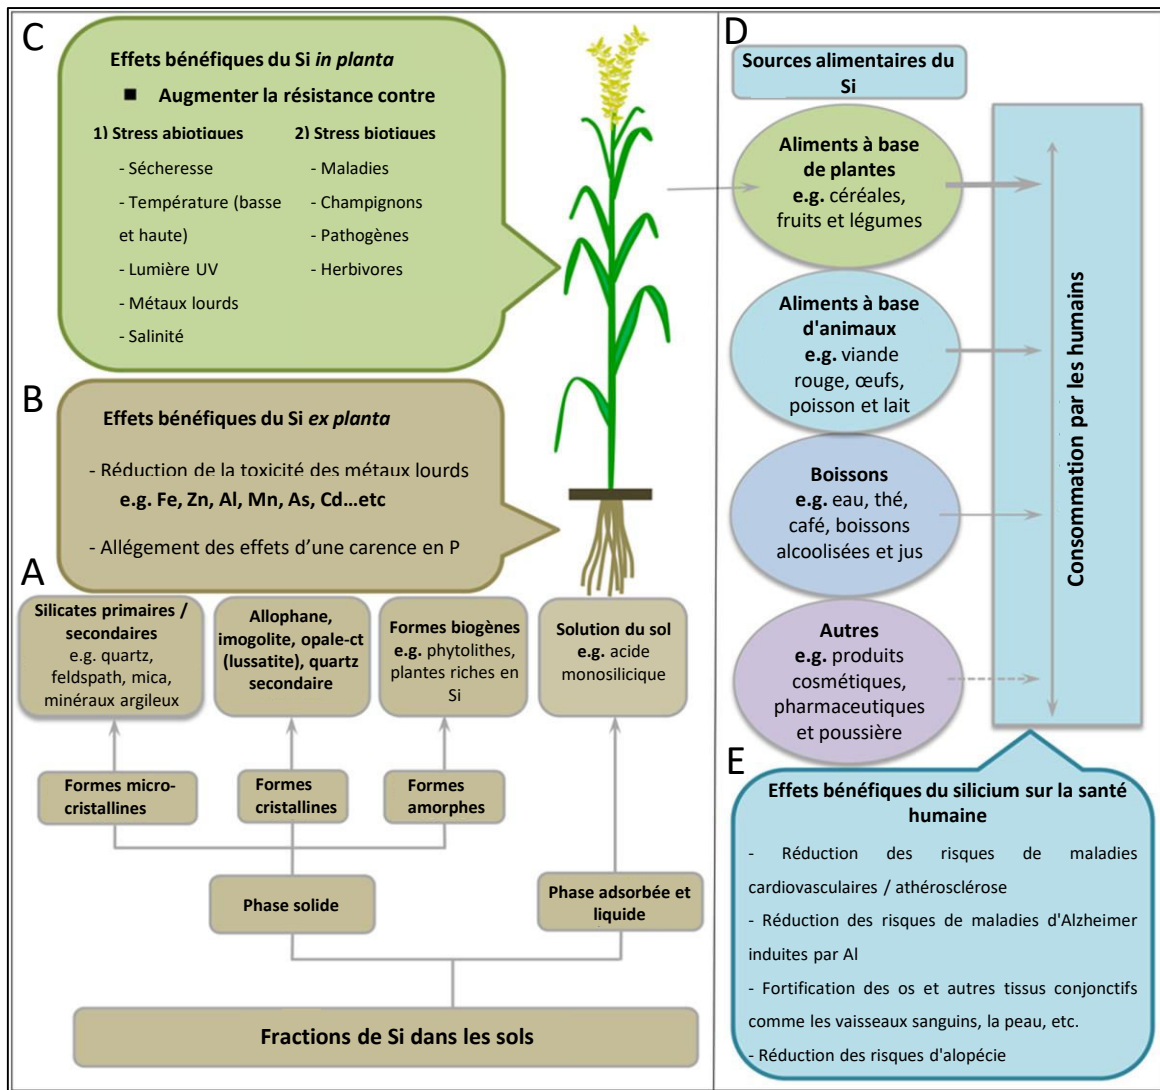 C
Effets bénéfiques du Si in planta
■ Augmenter la résistance contre
1) Stress abiotiques
- Sécheresse
- Température (basse
et haute)
- Lumière UV
- Métaux lourds
- Salinité
2) Stress biotiques
- Maladies
- Champignons
- Pathogènes
- Herbivores
B
Effets bénéfiques du Si ex planta
- Réduction de la toxicité des métaux lourds
e.g. Fe, Zn, Al, Mn, As, Cd...etc
- Allégement des effets d’une carence en P
A
Silicates primaires /
secondaires
e.g. quartz,
feldspath, mica,
minéraux argileux
Allophane,
imogolite, opale-ct
(lussatite), quartz
secondaire
Formes biogènes
e.g. phytolithes,
plantes riches en
Si
Solution du sol
e.g. acide
monosilicique
Formes micro-
cristallines
Formes
cristallines
Formes
amorphes
Phase solide
Phase adsorbée et
liquide
Fractions de Si dans les sols
D
Sources alimentaires du
Si
Aliments à base
de plantes
e.g. céréales,
fruits et légumes
Aliments à base
d'animaux
e.g. viande
rouge, œufs,
poisson et lait
Boissons
e.g. eau, thé,
café, boissons
alcoolisées et jus
Autres
e.g. produits
cosmétiques,
pharmaceutiques
et poussière
Consommation par les humains
E
Effets bénéfiques du silicium sur la santé
humaine
- Réduction des risques de maladies
cardiovasculaires / athérosclérose
- Réduction des risques de maladies d'Alzheimer
induites par Al
- Fortification des os et autres tissus conjonctifs
comme les vaisseaux sanguins, la peau, etc.
- Réduction des risques d'alopécie